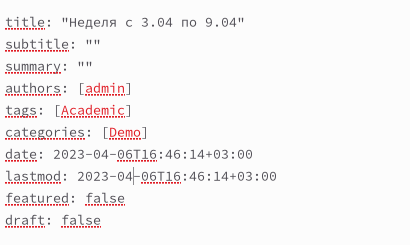 title: "Неделя с 3.04 по 9.04"
subtitle: ""
summary: ""
authors: [admin]
tags: [Academic]
categories: [Demo]
date: 2023-04-06T16:46:14+03:00
lastmod: 2023-04-06T16:46:14+03:00
featured: false
draft: false